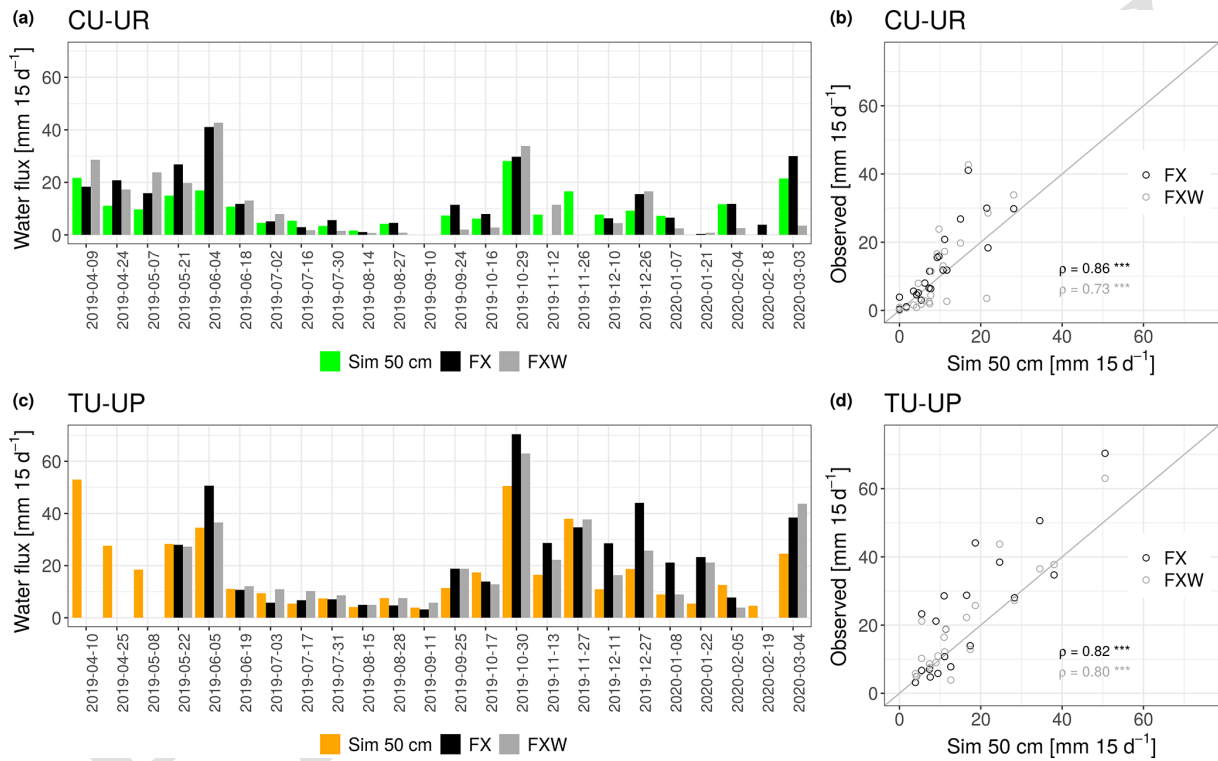 (a) CU-UR
Water flux [mm 15 d⁻¹]
60
40
20
0
2019-04-09
2019-04-24
2019-05-07
2019-05-21
2019-06-04
2019-06-18
2019-07-02
2019-07-16
2019-07-30
2019-08-14
2019-08-27
2019-09-10
2019-09-24
2019-10-16
2019-10-29
2019-11-12
2019-11-26
2019-12-10
2019-12-26
2020-01-07
2020-01-21
2020-02-04
2020-02-18
2020-03-03
Sim 50 cm FX FXW
(b) CU-UR
Observed [mm 15 d⁻¹]
60
40
20
0
ρ = 0.86 ***
ρ = 0.73 ***
FX
FXW
0 20 40 60
Sim 50 cm [mm 15 d⁻¹]
(c) TU-UP
Water flux [mm 15 d⁻¹]
60
40
20
0
2019-04-10
2019-04-25
2019-05-08
2019-05-22
2019-06-05
2019-06-19
2019-07-03
2019-07-17
2019-07-31
2019-08-15
2019-08-28
2019-09-11
2019-09-25
2019-10-17
2019-10-30
2019-11-13
2019-11-27
2019-12-11
2019-12-27
2020-01-08
2020-01-22
2020-02-05
2020-02-19
2020-03-04
Sim 50 cm FX FXW
(d) TU-UP
Observed [mm 15 d⁻¹]
60
40
20
0
ρ = 0.82 ***
ρ = 0.80 ***
FX
FXW
0 20 40 60
Sim 50 cm [mm 15 d⁻¹]